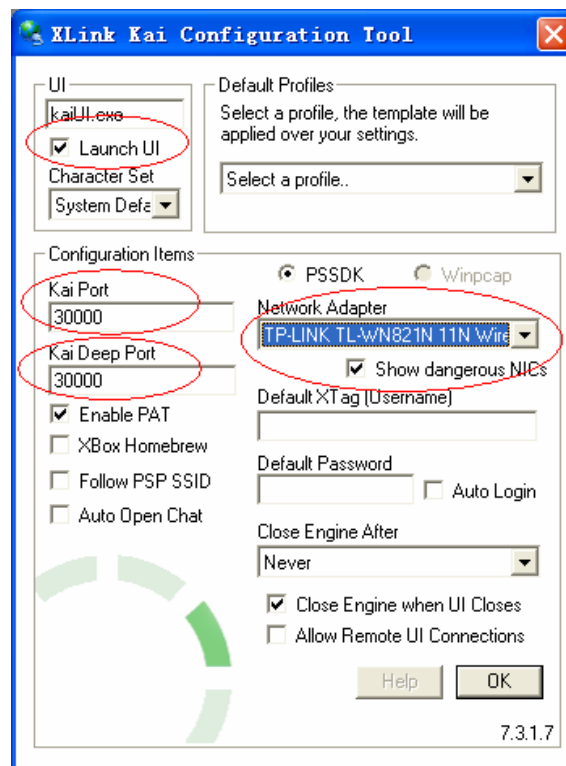 XLink Kai Configuration Tool
UI
kaiUI.exe
Launch UI
Character Set
System Defa
Default Profiles
Select a profile, the template will be
applied over your settings.
Select a profile..
Configuration Items
Kai Port
30000
Kai Deep Port
30000
Enable PAT
XBox Homebrew
Follow PSP SSID
Auto Open Chat
PSSDK
Winpcap
Network Adapter
TP-LINK TL-WN821N 11N Wire
Show dangerous NICs
Default XTag (Username)
Default Password
Auto Login
Close Engine After
Never
Close Engine when UI Closes
Allow Remote UI Connections
Help
OK
7.3.1.7